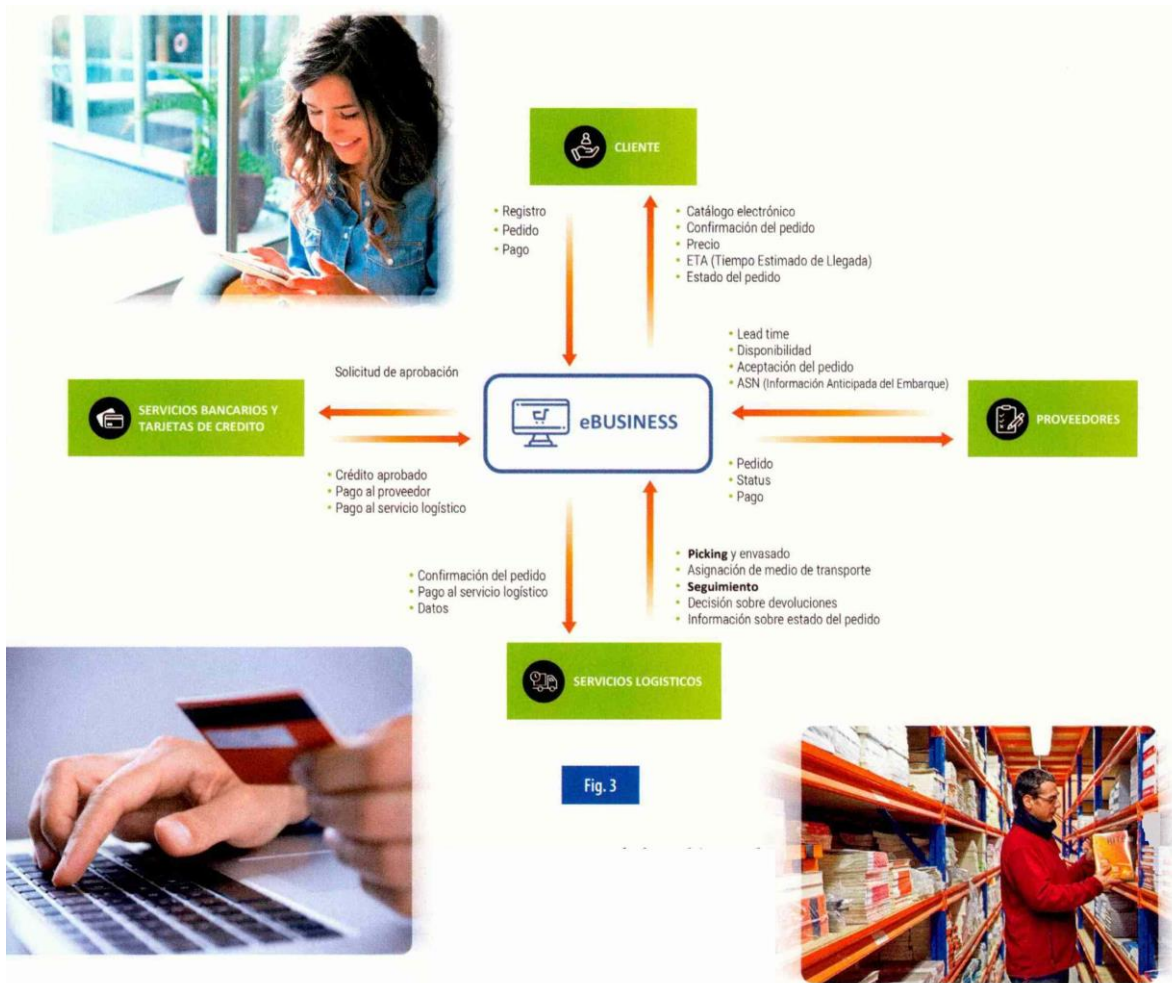 CLIENTE
• Registro
• Pedido
• Pago
• Catálogo electrónico
• Confirmación del pedido
• Precio
• ETA (Tiempo Estimado de Llegada)
• Estado del pedido
Solicitud de aprobación
• Lead time
• Disponibilidad
• Aceptación del pedido
• ASN (Información Anticipada del Embarque)
SERVICIOS BANCARIOS Y
TARJETAS DE CREDITO
eBUSINESS
PROVEEDORES
• Crédito aprobado
• Pago al proveedor
• Pago al servicio logístico
• Pedido
• Status
• Pago
• Confirmación del pedido
• Pago al servicio logístico
• Datos
• Picking y envasado
• Asignación de medio de transporte
• Seguimiento
• Decisión sobre devoluciones
• Información sobre estado del pedido
SERVICIOS LOGISTICOS
Fig. 3